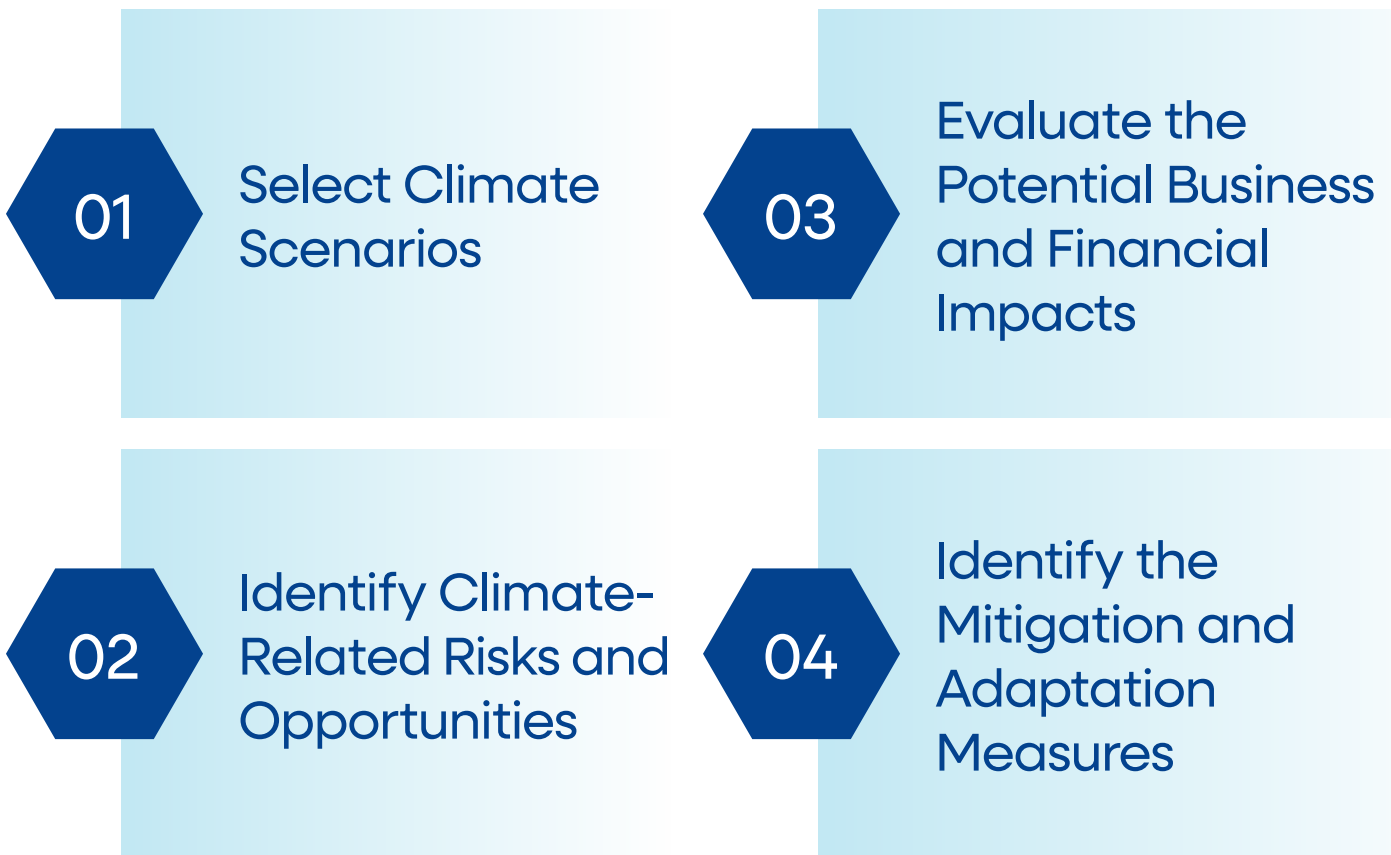 01
Select Climate
Scenarios
02
Identify Climate-
Related Risks and
Opportunities
03
Evaluate the
Potential Business
and Financial
Impacts
04
Identify the
Mitigation and
Adaptation
Measures